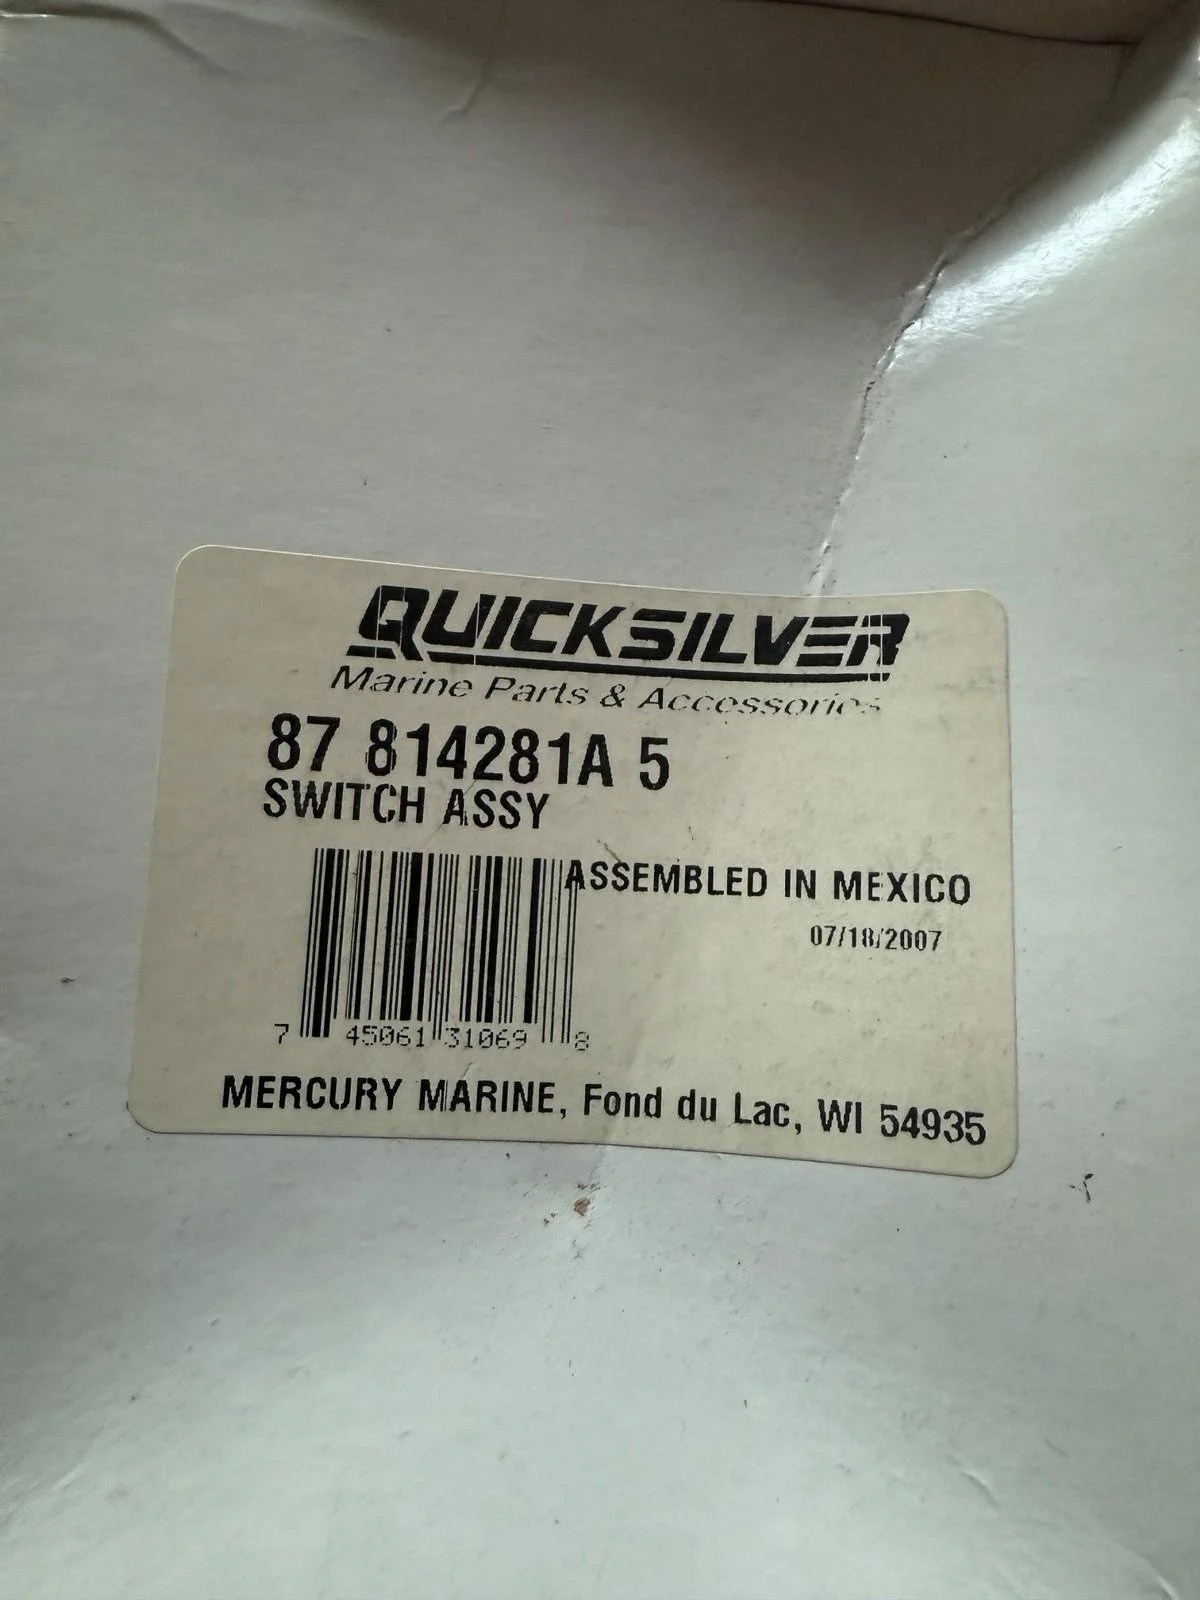 QUICKSILVER
Marine Parts & Accessories
87 814281A 5
SWITCH ASSY
ASSEMBLED IN MEXICO
07/18/2007
7 45061 31069 8
MERCURY MARINE, Fond du Lac, WI 54935